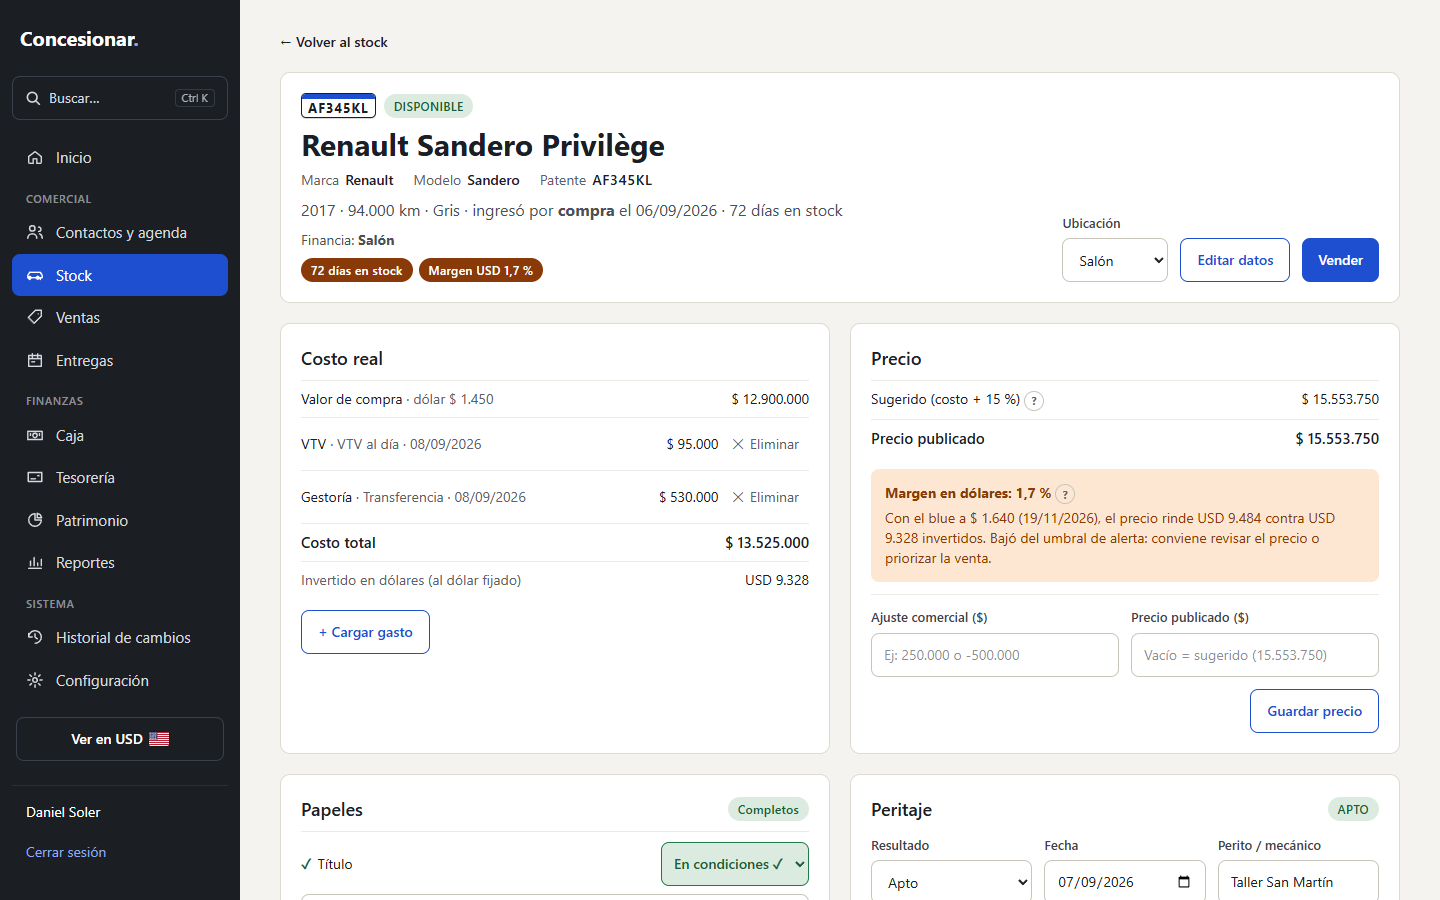 Concesionar.
Buscar...
Ctrl K
Inicio
COMERCIAL
Contactos y agenda
Stock
Ventas
Entregas
FINANZAS
Caja
Tesorería
Patrimonio
Reportes
SISTEMA
Historial de cambios
Configuración
Ver en USD
Daniel Soler
Cerrar sesión
← Volver al stock
AF345KL
DISPONIBLE
Renault Sandero Privilège
Marca Renault Modelo Sandero Patente AF345KL
2017 · 94.000 km · Gris · ingresó por compra el 06/09/2026 · 72 días en stock
Financia: Salón
72 días en stock
Margen USD 1,7 %
Ubicación
Salón
Editar datos
Vender
Costo real
Valor de compra · dólar $ 1.450 $ 12.900.000
VTV · VTV al día · 08/09/2026 $ 95.000 × Eliminar
Gestoría · Transferencia · 08/09/2026 $ 530.000 × Eliminar
Costo total $ 13.525.000
Invertido en dólares (al dólar fijado) USD 9.328
+ Cargar gasto
Precio
Sugerido (costo + 15 %) ? $ 15.553.750
Precio publicado $ 15.553.750
Margen en dólares: 1,7 % ?
Con el blue a $ 1.640 (19/11/2026), el precio rinde USD 9.484 contra USD
9.328 invertidos. Bajó del umbral de alerta: conviene revisar el precio o
priorizar la venta.
Ajuste comercial ($)
Ej: 250.000 o -500.000
Precio publicado ($)
Vacío = sugerido (15.553.750)
Guardar precio
Papeles
Completos
✓ Título
En condiciones ✓
Peritaje
APTO
Resultado
Apto
Fecha
07/09/2026
Perito / mecánico
Taller San Martín